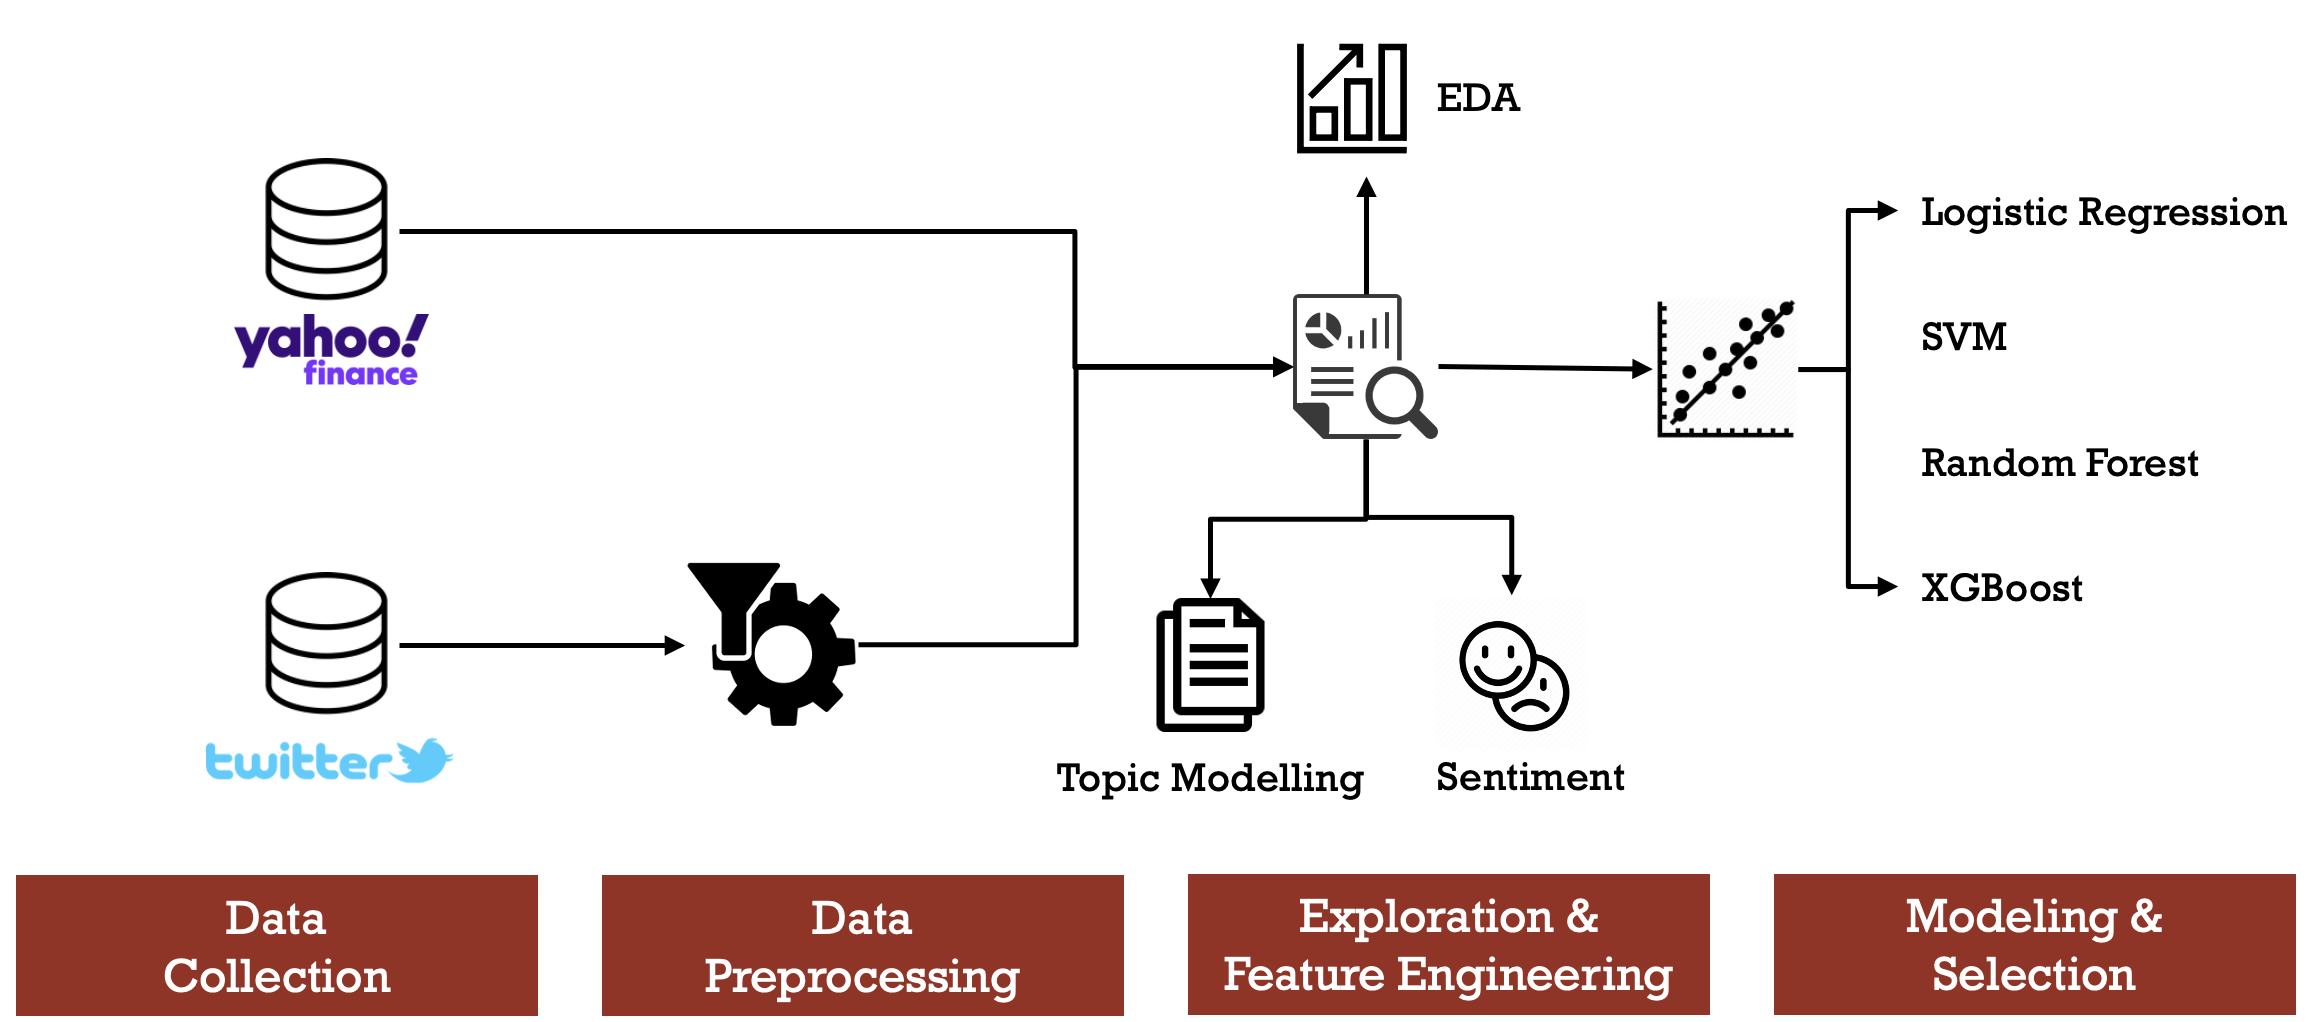 EDA
yahoo!
finance
Logistic Regression
SVM
Random Forest
XGBoost
twitter
Topic Modelling
Sentiment
Data
Collection
Data
Preprocessing
Exploration &
Feature Engineering
Modeling &
Selection